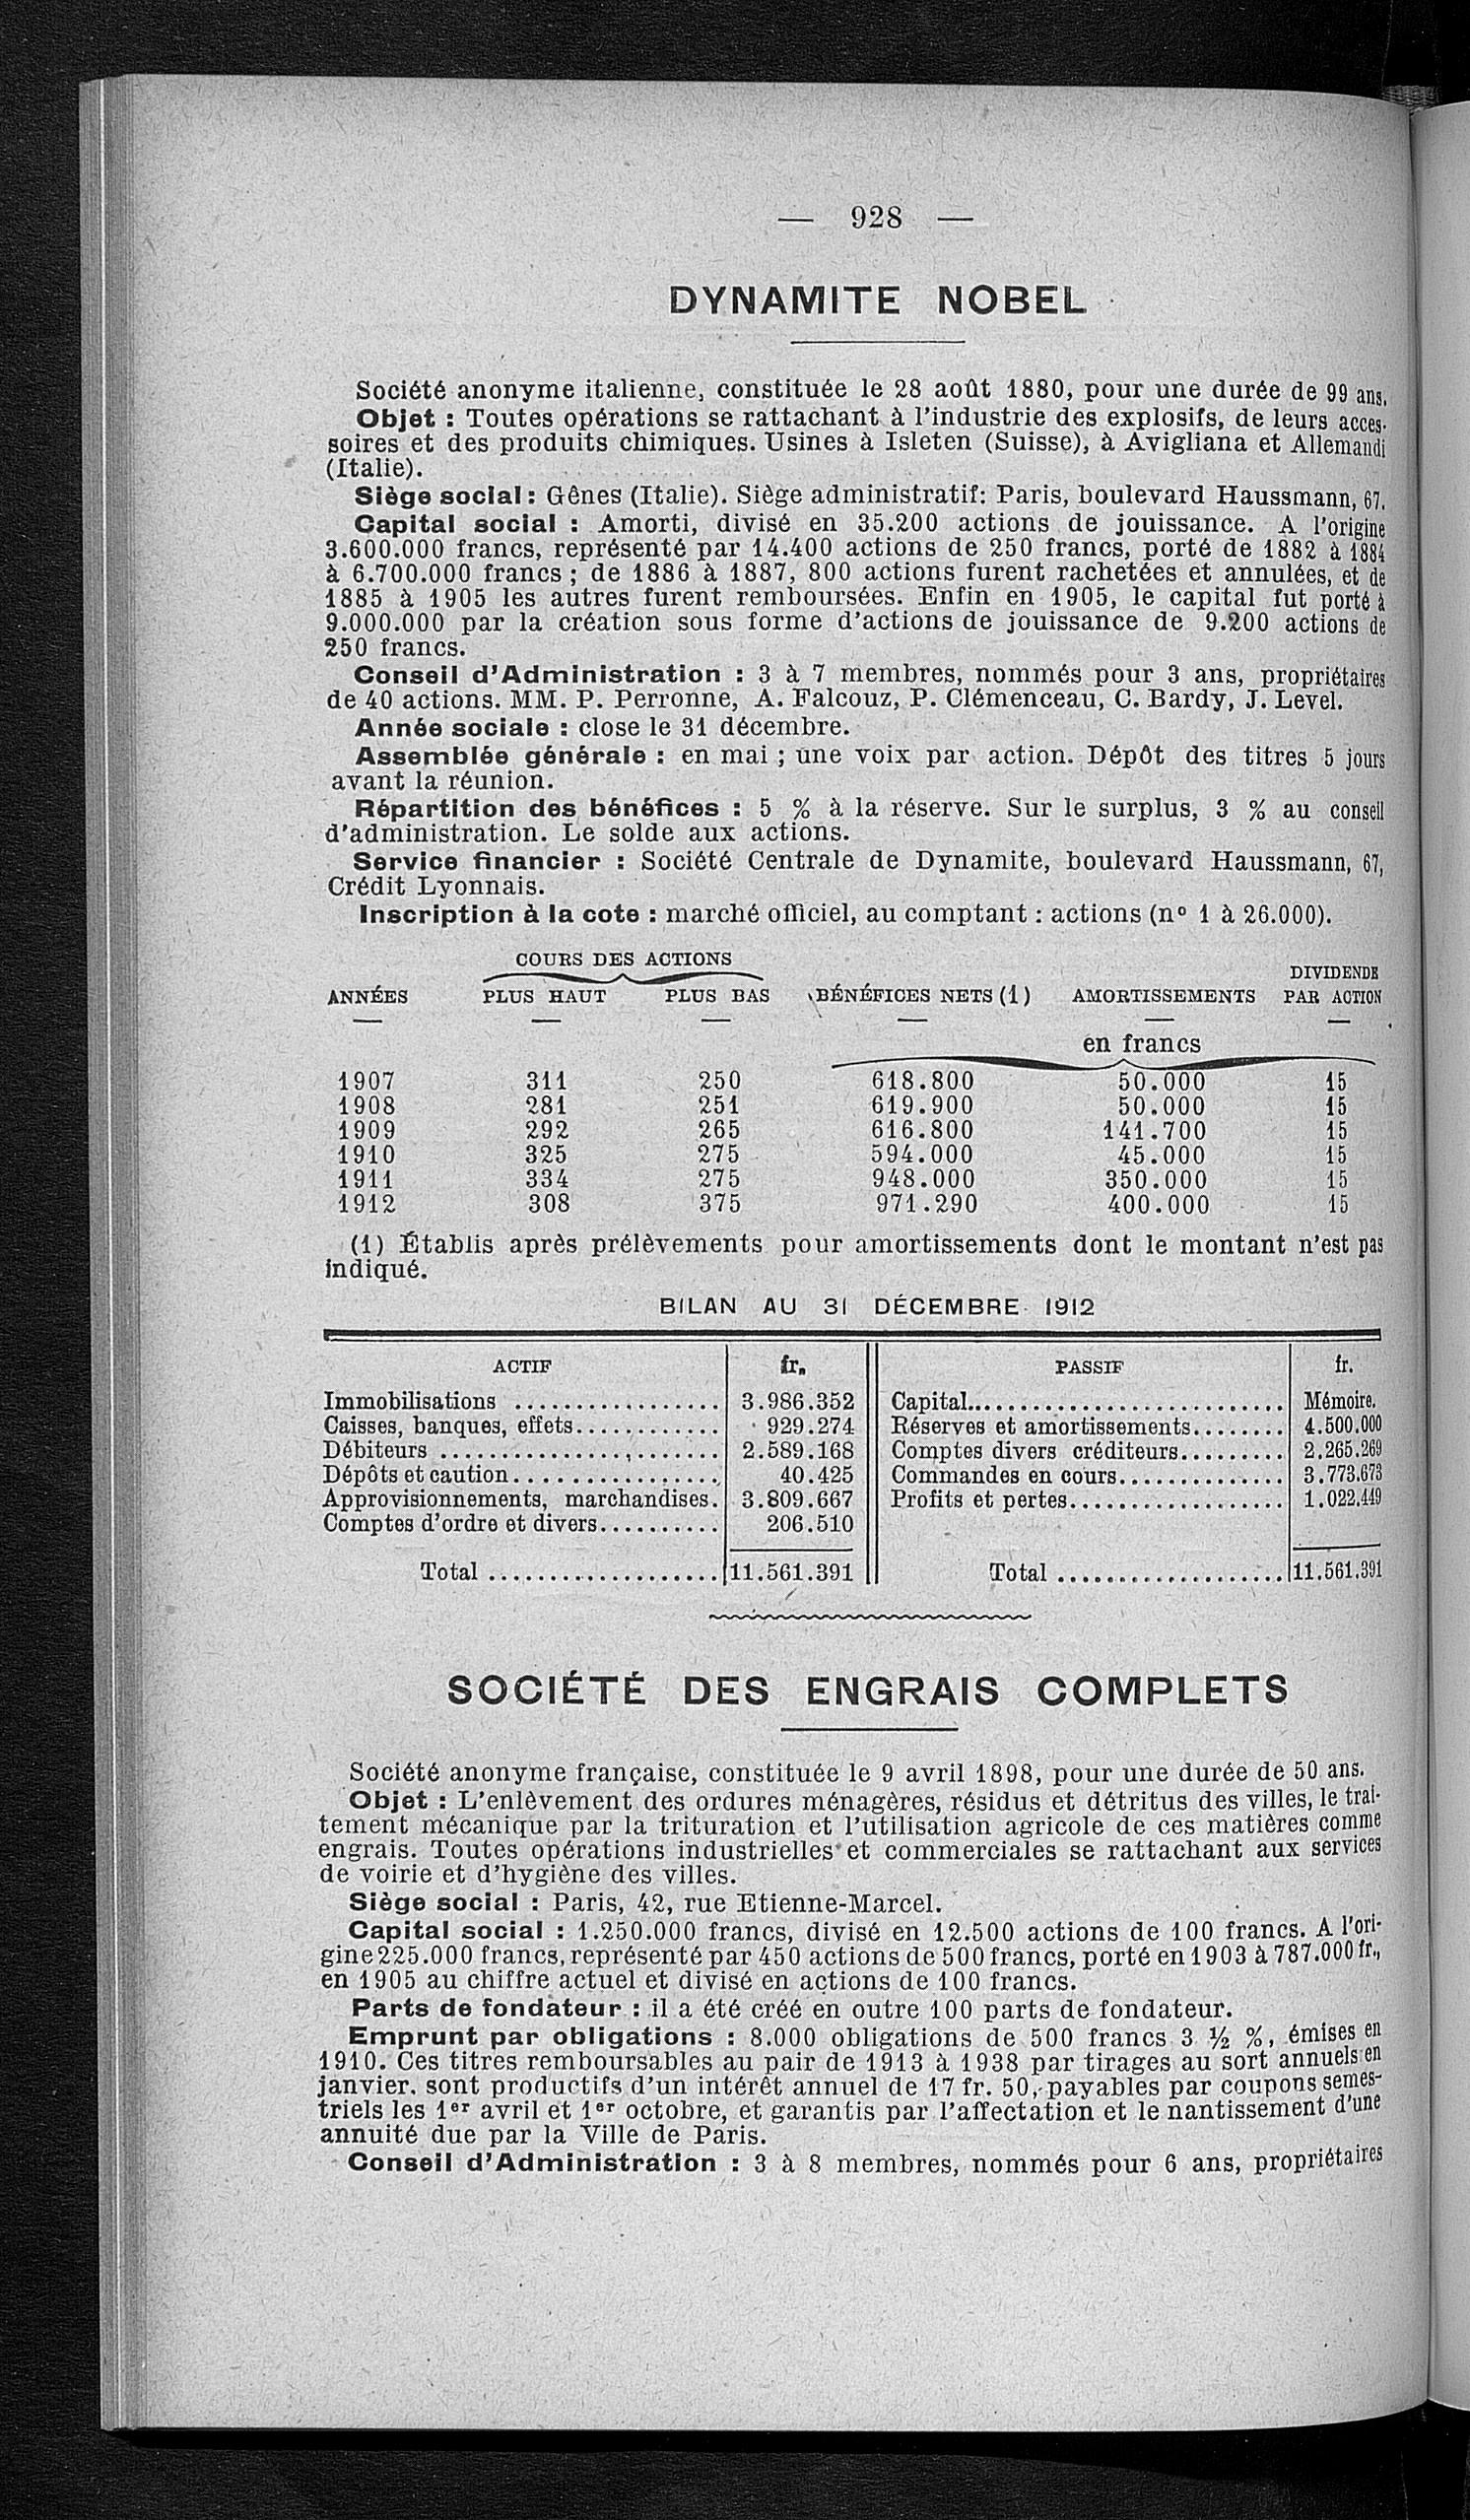 — 928 —
DYNAMITE NOBEL
Société anonyme italienne, constituée le 28 août 1880, pour une durée de 99 ans.
Objet : Toutes opérations se rattachant à l'industrie des explosifs, de leurs acces-
soires et des produits chimiques. Usines à Isleten (Suisse), à Avigliana et Allemandi
(Italie).
Siège social : Gênes (Italie). Siège administratif: Paris, boulevard Haussmann, 67.
Capital social : Amorti, divisé en 35.200 actions de jouissance. A l'origine
3.600.000 francs, représenté par 14.400 actions de 250 francs, porté de 1882 à 1884
à 6.700.000 francs ; de 1886 à 1887, 800 actions furent rachetées et annulées, et de
1885 à 1905 les autres furent remboursées. Enfin en 1905, le capital fut porté à
9.000.000 par la création sous forme d'actions de jouissance de 9.200 actions de
250 francs.
Conseil d'Administration : 3 à 7 membres, nommés pour 3 ans, propriétaires
de 40 actions. MM. P. Perronne, A. Falcouz, P. Clémenceau, C. Bardy, J. Level.
Année sociale : close le 31 décembre.
Assemblée générale : en mai ; une voix par action. Dépôt des titres 5 jours
avant la réunion.
Répartition des bénéfices : 5 % à la réserve. Sur le surplus, 3 % au conseil
d'administration. Le solde aux actions.
Service financier : Société Centrale de Dynamite, boulevard Haussmann, 67,
Crédit Lyonnais.
Inscription à la cote : marché officiel, au comptant : actions (nº 1 à 26.000).
COURS DES ACTIONS
DIVIDENDE
ANNÉES PLUS HAUT PLUS BAS BÉNÉFICES NETS (1) AMORTISSEMENTS PAR ACTION
en francs
1907 311 250 618.800 50.000 15
1908 281 251 619.900 50.000 15
1909 292 265 616.800 141.700 15
1910 325 275 594.000 45.000 15
1911 334 275 948.000 350.000 15
1912 308 375 971.290 400.000 15
(1) Établis après prélèvements pour amortissements dont le montant n'est pas
indiqué.
BILAN AU 31 DÉCEMBRE 1912
ACTIF fr. PASSIF fr.
Immobilisations ................. 3.986.352 Capital.......................... Mémoire.
Caisses, banques, effets............ 929.274 Réserves et amortissements........ 4.500.000
Débiteurs ....................... 2.589.168 Comptes divers créditeurs......... 2.265.269
Dépôts et caution................. 40.425 Commandes en cours.............. 3.773.673
Approvisionnements, marchandises. 3.809.667 Profits et pertes.................. 1.022.449
Comptes d'ordre et divers.......... 206.510
Total ................... 11.561.391 Total ................... 11.561.391
SOCIÉTÉ DES ENGRAIS COMPLETS
Société anonyme française, constituée le 9 avril 1898, pour une durée de 50 ans.
Objet : L'enlèvement des ordures ménagères, résidus et détritus des villes, le trai-
tement mécanique par la trituration et l'utilisation agricole de ces matières comme
engrais. Toutes opérations industrielles et commerciales se rattachant aux services
de voirie et d'hygiène des villes.
Siège social : Paris, 42, rue Etienne-Marcel.
Capital social : 1.250.000 francs, divisé en 12.500 actions de 100 francs. A l'ori-
gine 225.000 francs, représenté par 450 actions de 500 francs, porté en 1903 à 787.000 fr.,
en 1905 au chiffre actuel et divisé en actions de 100 francs.
Parts de fondateur : il a été créé en outre 100 parts de fondateur.
Emprunt par obligations : 8.000 obligations de 500 francs 3 ½ %, émises en
1910. Ces titres remboursables au pair de 1913 à 1938 par tirages au sort annuels en
janvier. sont productifs d'un intérêt annuel de 17 fr. 50, payables par coupons semes-
triels les 1er avril et 1er octobre, et garantis par l'affectation et le nantissement d'une
annuité due par la Ville de Paris.
Conseil d'Administration : 3 à 8 membres, nommés pour 6 ans, propriétaires